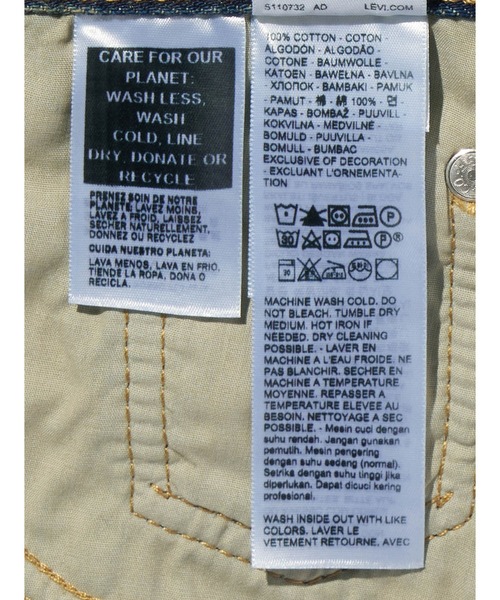 CARE FOR OUR
PLANET:
WASH LESS,
WASH
COLD, LINE
DRY, DONATE OR
RECYCLE
PRENEZ SOIN DE NOTRE
PLANETE: LAVEZ MOINS,
LAVEZ A FROID, LAISSEZ
SECHER NATURELLEMENT,
DONNEZ OU RECYCLEZ
CUIDA NUESTRO PLANETA:
LAVA MENOS, LAVA EN FRIO,
TIENDE LA ROPA, DONA O
RECICLA.
S110732 AD LEVI.COM
100% COTTON - COTON -
ALGODÓN - ALGODÃO -
COTONE - BAUMWOLLE -
KATOEN - BAWEŁNA - BAVLNA
- ХЛОПОК - BAMBAKI - PAMUK
- PAMUT - 棉 - 綿 100% - 면 -
KAPAS - BOMBAŽ - PUUVILL -
KOKVILNA - MEDVILNĖ -
BOMULD - PUUVILLA -
BOMULL - BUMBAC
EXCLUSIVE OF DECORATION
- EXCLUANT L'ORNEMENTA-
TION
MACHINE WASH COLD. DO
NOT BLEACH. TUMBLE DRY
MEDIUM. HOT IRON IF
NEEDED. DRY CLEANING
POSSIBLE. - LAVER EN
MACHINE A L'EAU FROIDE. NE
PAS BLANCHIR. SECHER EN
MACHINE A TEMPERATURE
MOYENNE. REPASSER A
TEMPERATURE ELEVEE AU
BESOIN. NETTOYAGE A SEC
POSSIBLE. - Mesin cuci dengan
suhu rendah. Jangan gunakan
pemutih. Mesin pengering
dengan suhu sedang (normal).
Setrika dengan suhu tinggi jika
diperlukan. Dapat dicuci kering
profesional.
WASH INSIDE OUT WITH LIKE
COLORS. LAVER LE
VETEMENT RETOURNE, AVEC